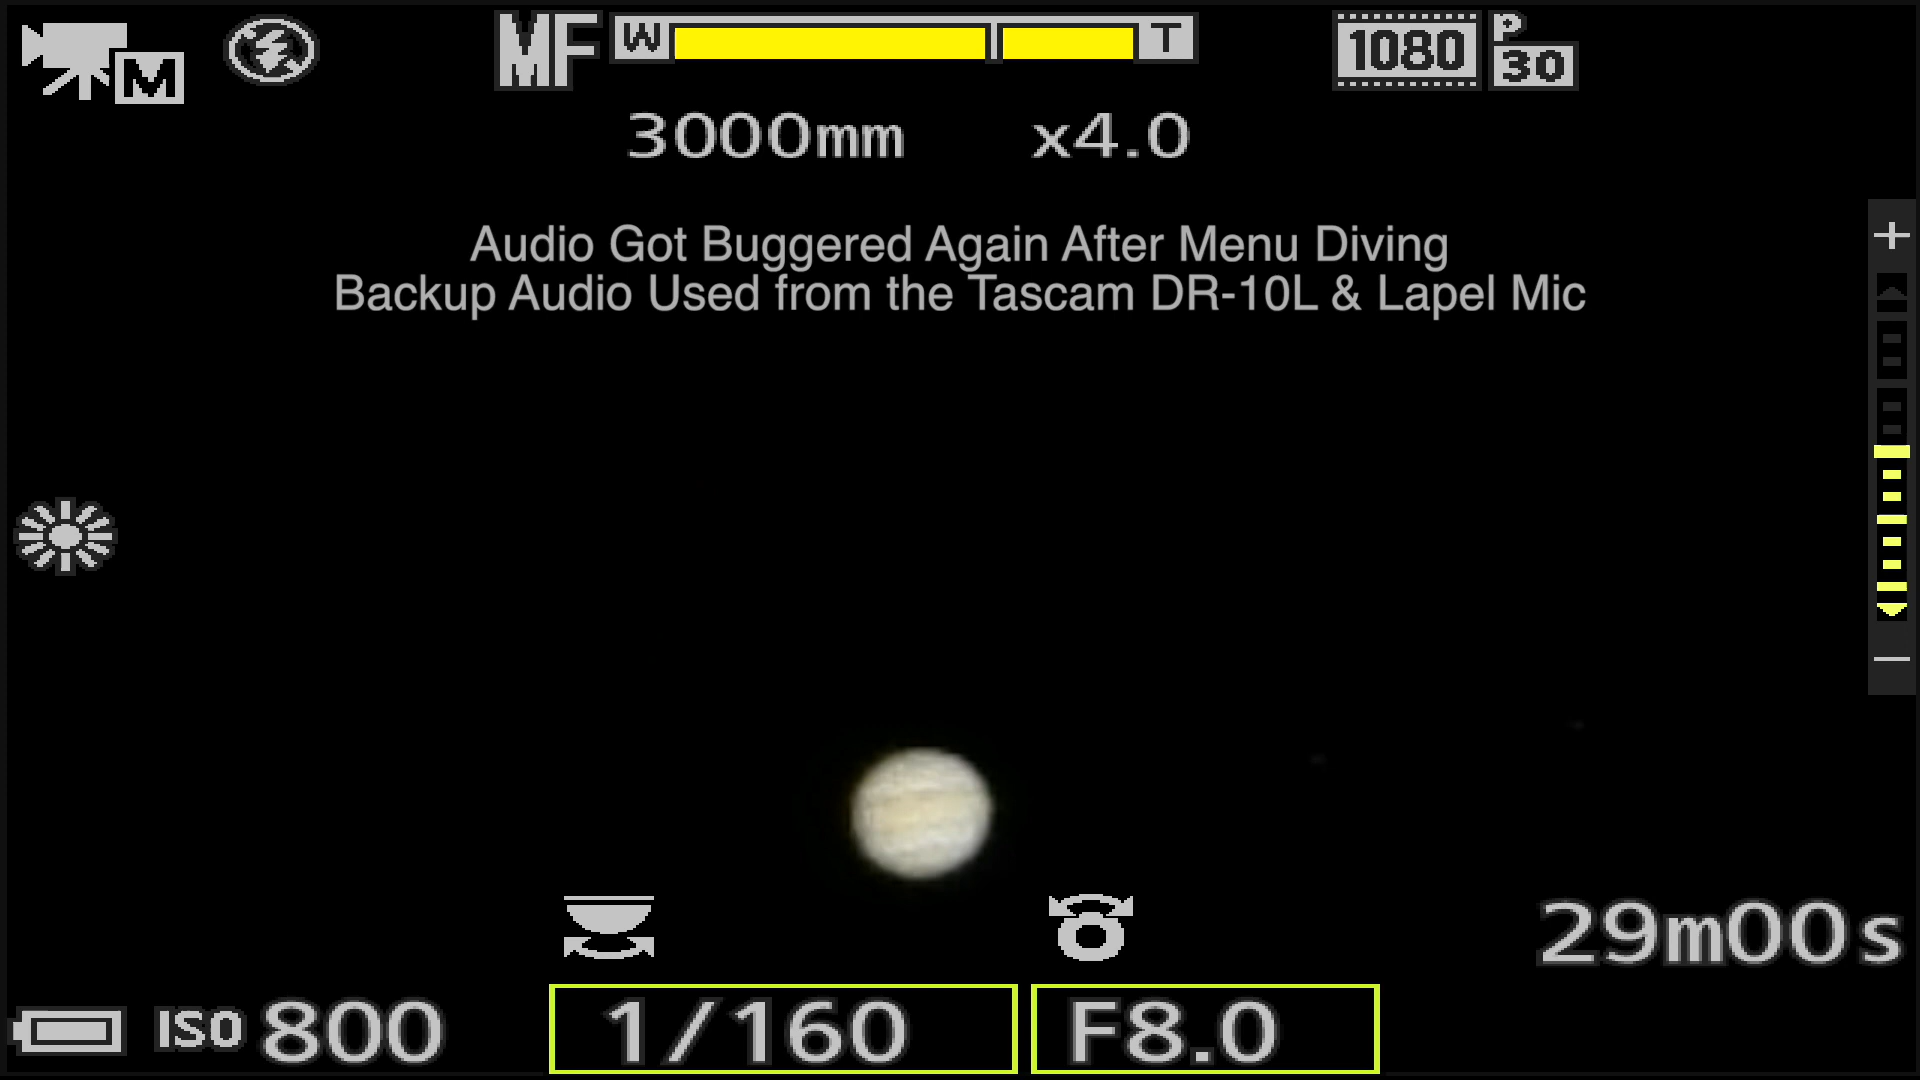 M MF W T 1080 P 30
3000mm x4.0
Audio Got Buggered Again After Menu Diving
Backup Audio Used from the Tascam DR-10L & Lapel Mic
29m00s
ISO 800 1/160 F8.0